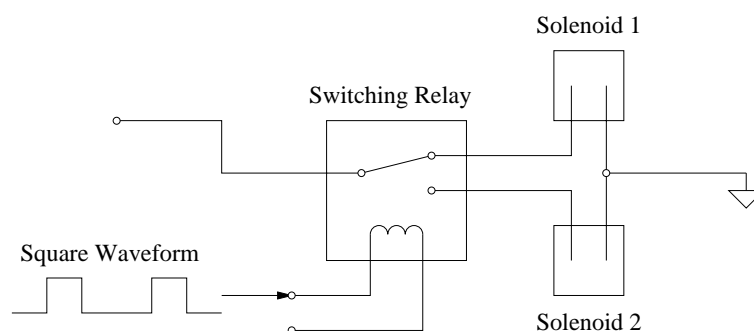 Solenoid 1
Switching Relay
Square Waveform
Solenoid 2